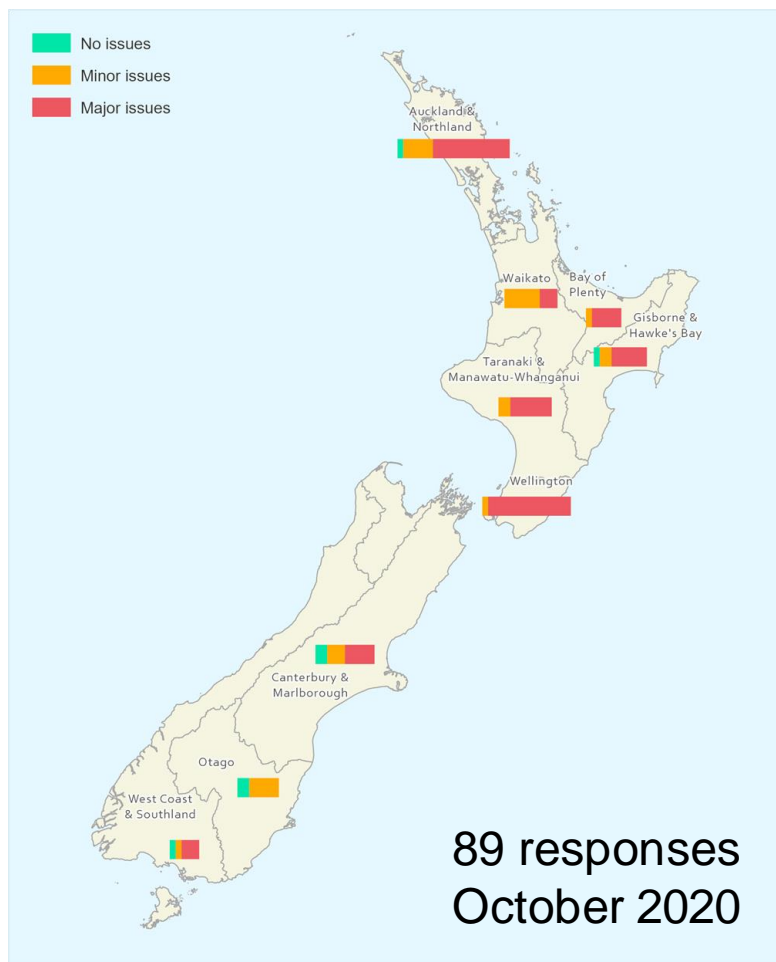 No issues
Minor issues
Major issues
Auckland &
Northland
Waikato
Bay of
Plenty
Gisborne &
Hawke's Bay
Taranaki &
Manawatu-Whanganui
Wellington
Canterbury &
Marlborough
Otago
West Coast
& Southland
89 responses
October 2020